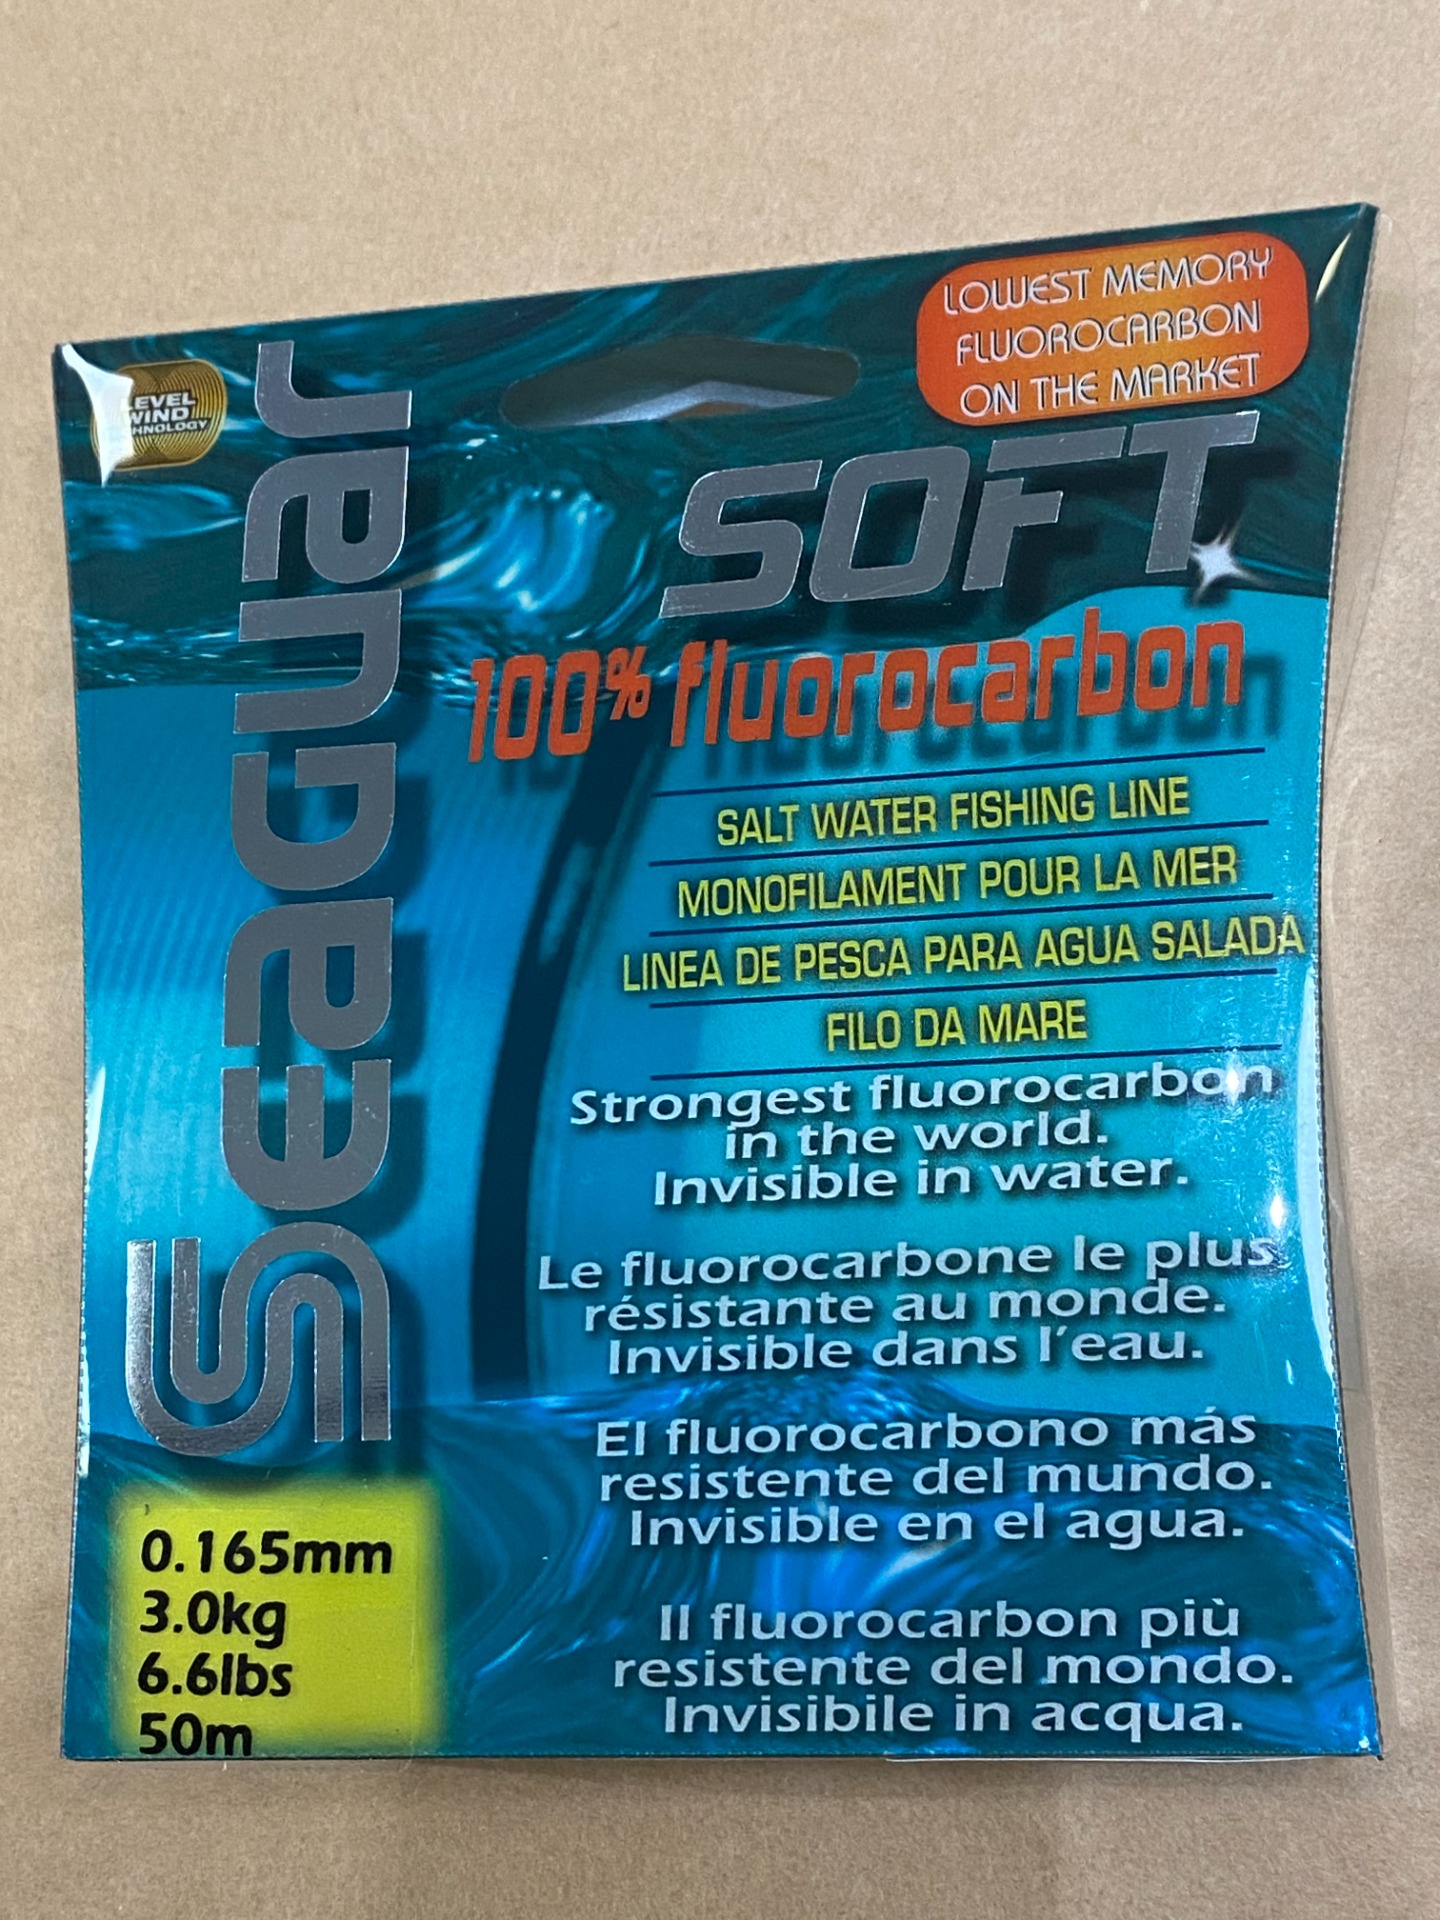 LEVEL
WIND
LOWEST MEMORY
FLUOROCARBON
ON THE MARKET
Seaguar
SOFT
100% fluorocarbon
SALT WATER FISHING LINE
MONOFILAMENT POUR LA MER
LINEA DE PESCA PARA AGUA SALADA
FILO DA MARE
Strongest fluorocarbon
in the world.
Invisible in water.
Le fluorocarbone le plus
résistante au monde.
Invisible dans l'eau.
El fluorocarbono más
resistente del mundo.
Invisible en el agua.
Il fluorocarbon più
resistente del mondo.
Invisibile in acqua.
0.165mm
3.0kg
6.6lbs
50m